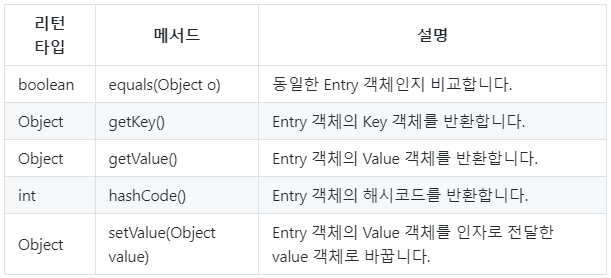 리턴
타입
메서드
설명
boolean
equals(Object o)
동일한 Entry 객체인지 비교합니다.
Object
getKey()
Entry 객체의 Key 객체를 반환합니다.
Object
getValue()
Entry 객체의 Value 객체를 반환합니다.
int
hashCode()
Entry 객체의 해시코드를 반환합니다.
Object
setValue(Object
value)
Entry 객체의 Value 객체를 인자로 전달한
value 객체로 바꿉니다.